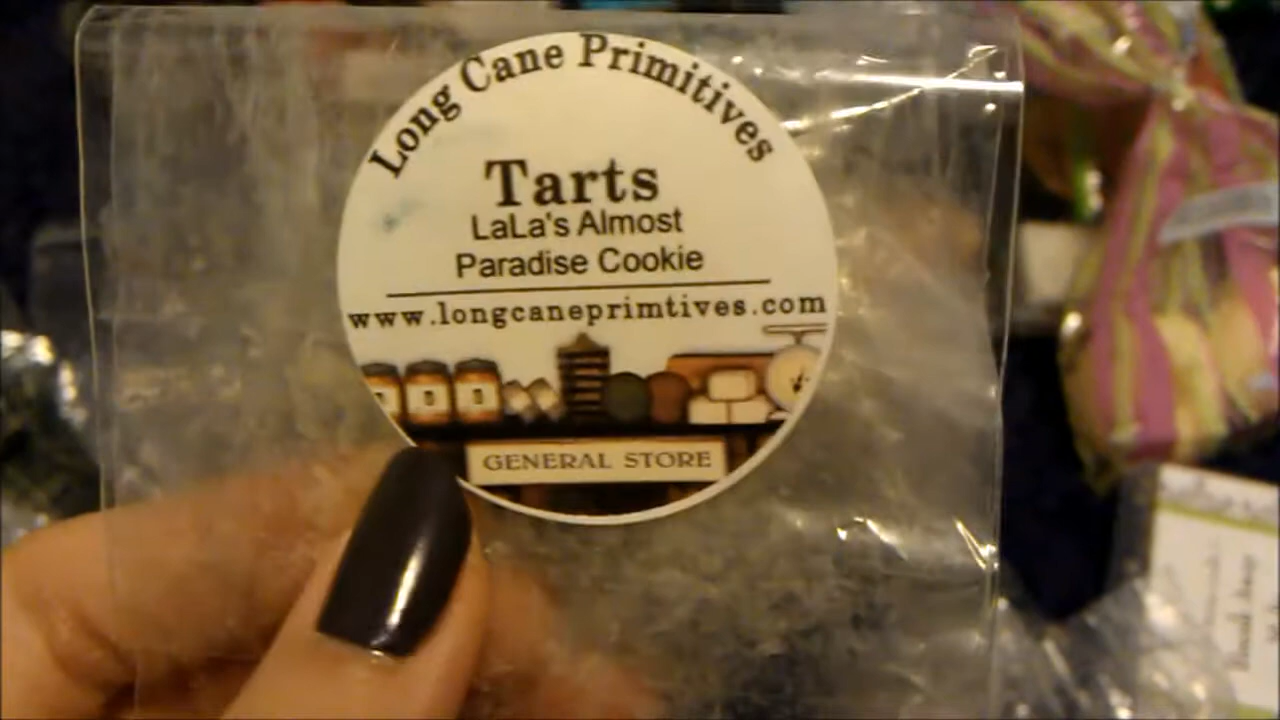 Long Cane Primitives
Tarts
LaLa's Almost
Paradise Cookie
www.longcaneprimtives.com
GENERAL STORE